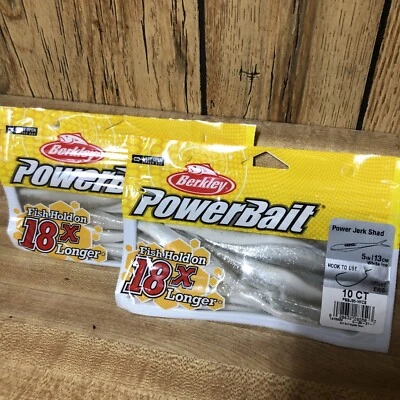 Berkley
PowerBait
Fish Hold on
18x
Longer
Berkley
PowerBait
Fish Hold on
18x
Longer
Power Jerk Shad
5in | 13cm
HOOK TO USE
10 CT